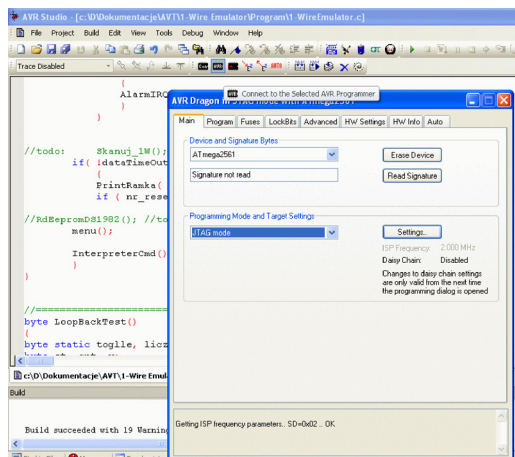 AVR Studio - [c:\D\Dokumentacje\AVT\1-Wire Emulator\Program\1-WireEmulator.c]
File Project Build Edit View Tools Debug Window Help
Trace Disabled
Connect to the Selected AVR Programmer
AVR Dragon in JTAG mode with ATmega2561
Main Program Fuses LockBits Advanced HW Settings HW Info Auto
{
AlarmIRQ
}
}
//todo: Skanuj_1W();
if( !dataTimeOut
{
PrintRamka(
if ( nr_rese
//RdEepromDS1982(); //to
menu();
InterpreterCmd()
}
}
//====================
byte LoopBackTest()
{
byte static toglle, licz
Device and Signature Bytes
ATmega2561
Erase Device
Signature not read
Read Signature
Programming Mode and Target Settings
JTAG mode
Settings...
ISP Frequency: 2.000 MHz
Daisy Chain: Disabled
Changes to daisy chain settings
are only valid from the next time
the programming dialog is opened
c:\D\Dokumentacje\AVT\1-Wire Emul
Build
Build succeeded with 19 Warning
Getting ISP frequency parameters.. SD=0x02 .. OK